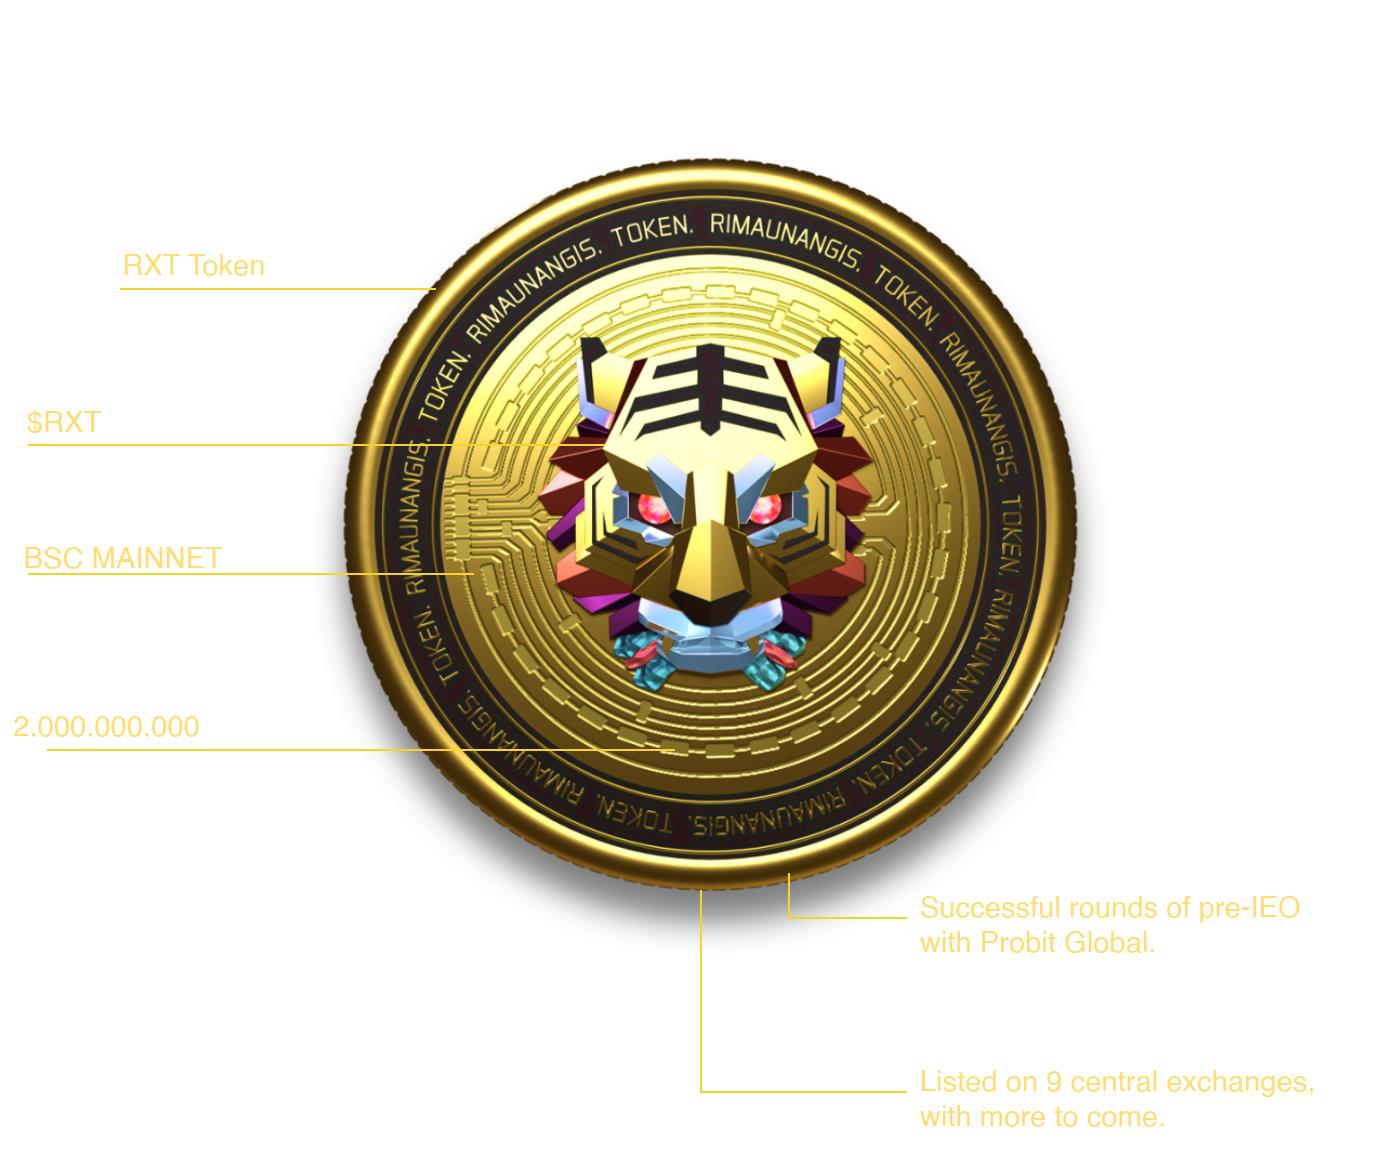 RIMAUNANGIS. TOKEN. RIMAUNANGIS. TOKEN. RIMAUNANGIS. TOKEN. RIMAUNANGIS. TOKEN. RIMAUNANGIS. TOKEN. RIMAUNANGIS. TOKEN. RIMAUNANGIS. TOKEN. RIMAUNANGIS. TOKEN.
RXT Token
$RXT
BSC MAINNET
2.000.000.000
Successful rounds of pre-IEO
with Probit Global.
Listed on 9 central exchanges,
with more to come.